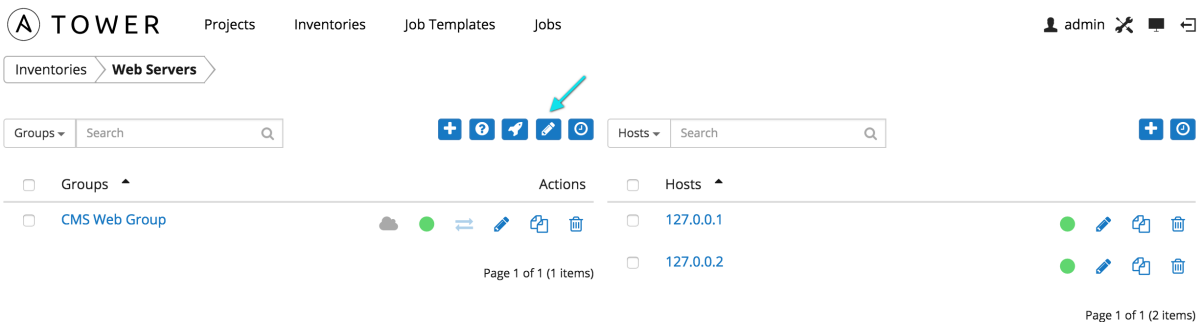 A TOWER Projects Inventories Job Templates Jobs admin
Inventories Web Servers
Groups Search Hosts Search
Groups Actions Hosts
CMS Web Group 127.0.0.1
127.0.0.2
Page 1 of 1 (1 items)
Page 1 of 1 (2 items)